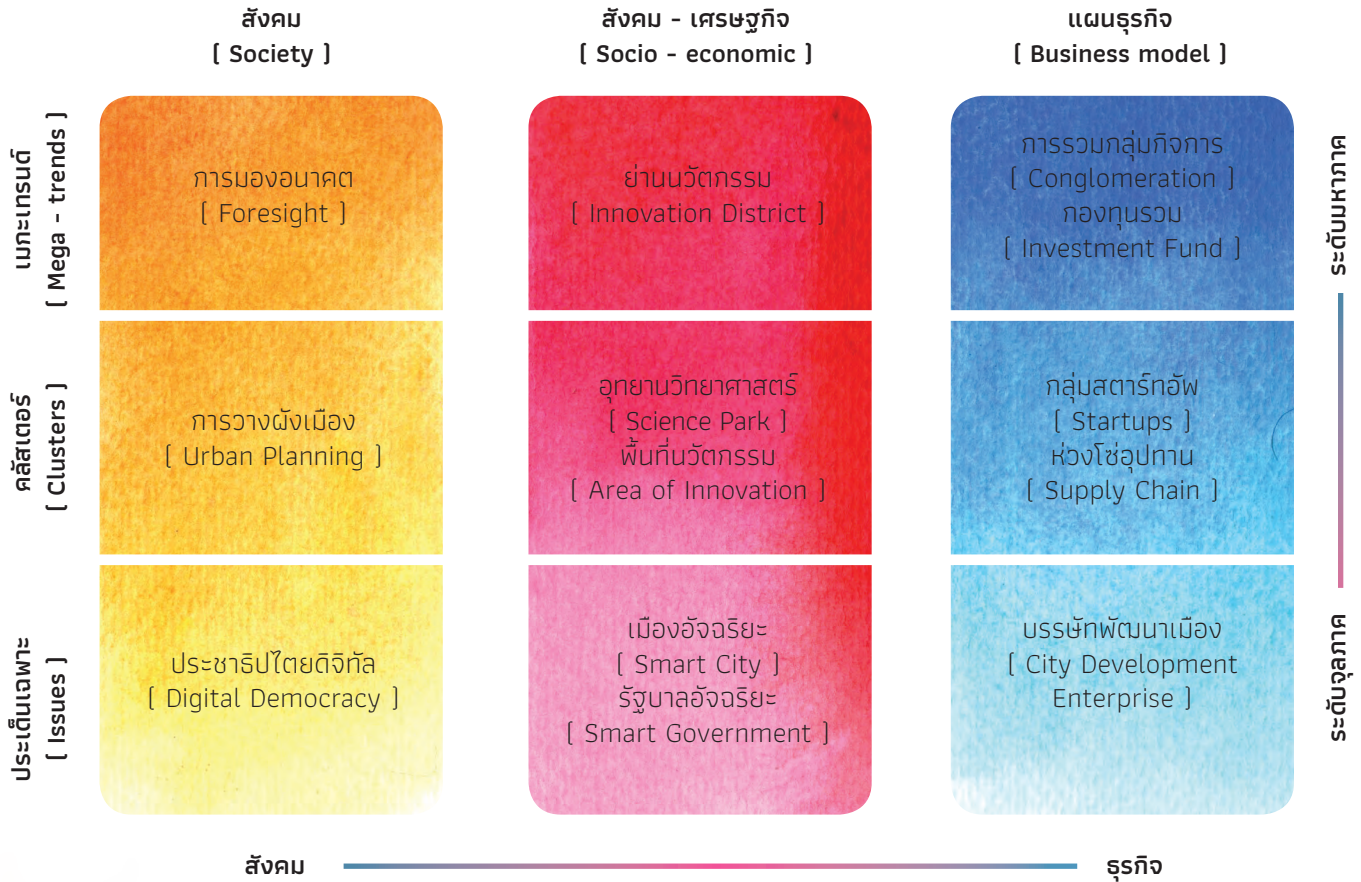 สังคม
( Society )
สังคม - เศรษฐกิจ
( Socio - economic )
แผนธุรกิจ
( Business model )
เมกะเทรนด์
( Mega - trends )
การมองอนาคต
( Foresight )
ย่านนวัตกรรม
( Innovation District )
การรวมกลุ่มกิจการ
( Conglomeration )
กองทุนรวม
( Investment Fund )
ระดับมหาภาค
คลัสเตอร์
( Clusters )
การวางผังเมือง
( Urban Planning )
อุทยานวิทยาศาสตร์
( Science Park )
พื้นที่นวัตกรรม
( Area of Innovation )
กลุ่มสตาร์ทอัพ
( Startups )
ห่วงโซ่อุปทาน
( Supply Chain )
ประเด็นเฉพาะ
( Issues )
ประชาธิปไตยดิจิทัล
( Digital Democracy )
เมืองอัจฉริยะ
( Smart City )
รัฐบาลอัจฉริยะ
( Smart Government )
บรรษัทพัฒนาเมือง
( City Development
Enterprise )
ระดับจุลภาค
สังคม
ธุรกิจ